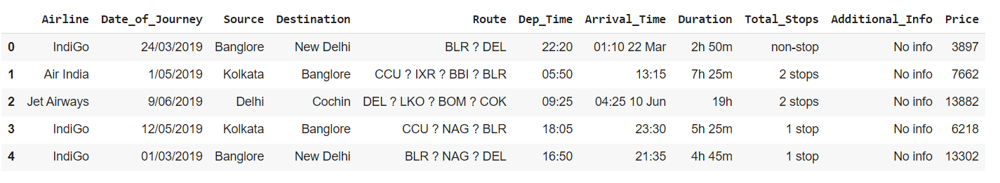 Airline Date_of_Journey Source Destination Route Dep_Time Arrival_Time Duration Total_Stops Additional_Info Price
0 IndiGo 24/03/2019 Banglore New Delhi BLR ? DEL 22:20 01:10 22 Mar 2h 50m non-stop No info 3897
1 Air India 1/05/2019 Kolkata Banglore CCU ? IXR ? BBI ? BLR 05:50 13:15 7h 25m 2 stops No info 7662
2 Jet Airways 9/06/2019 Delhi Cochin DEL ? LKO ? BOM ? COK 09:25 04:25 10 Jun 19h 2 stops No info 13882
3 IndiGo 12/05/2019 Kolkata Banglore CCU ? NAG ? BLR 18:05 23:30 5h 25m 1 stop No info 6218
4 IndiGo 01/03/2019 Banglore New Delhi BLR ? NAG ? DEL 16:50 21:35 4h 45m 1 stop No info 13302